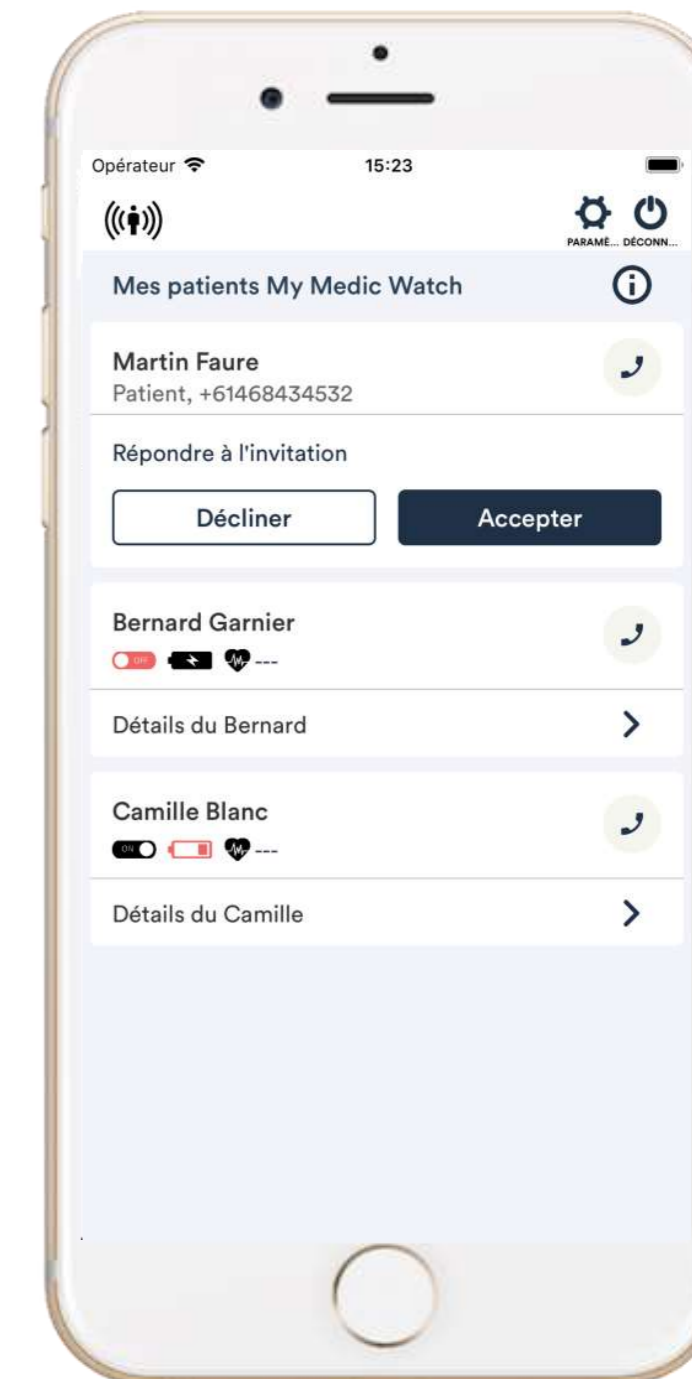 Opérateur 15:23
PARAMÈ... DÉCONN...
Mes patients My Medic Watch
Martin Faure
Patient, +61468434532
Répondre à l'invitation
Décliner Accepter
Bernard Garnier
OFF ---
Détails du Bernard
Camille Blanc
ON ---
Détails du Camille